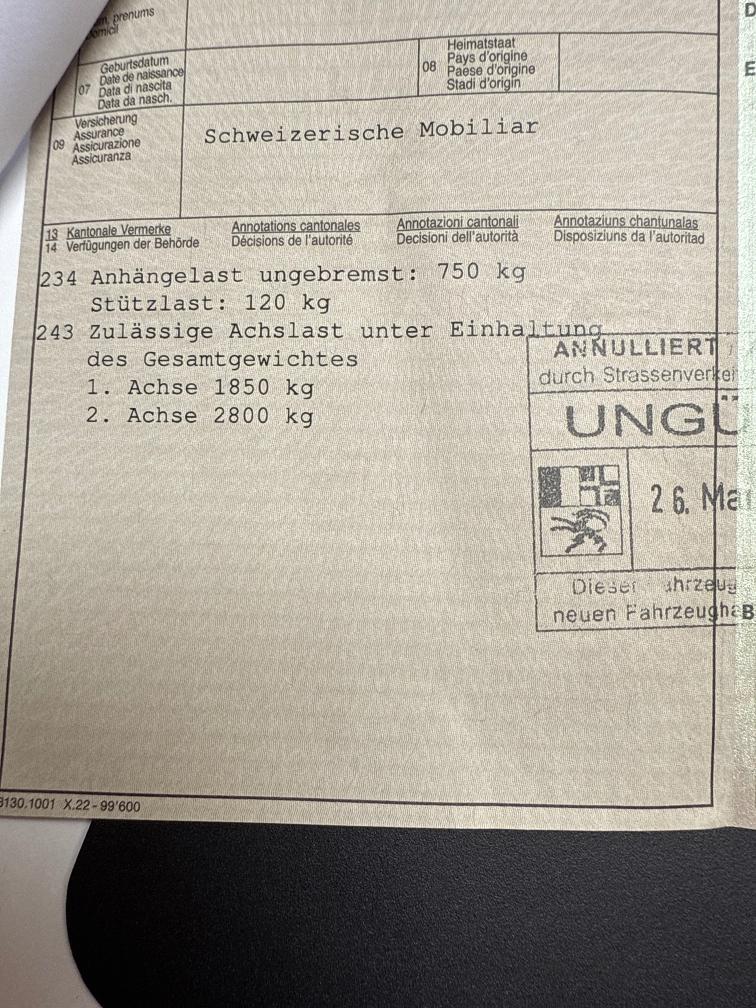 prenums
Domicil
07 Geburtsdatum
Date de naissance
Data di nascita
Data da nasch.
08 Heimatstaat
Pays d'origine
Paese d'origine
Stadi d'origin
09 Versicherung
Assurance
Assicurazione
Assicuranza
Schweizerische Mobiliar
13 Kantonale Vermerke Annotations cantonales Annotazioni cantonali Annotaziuns chantunalas
14 Verfügungen der Behörde Décisions de l'autorité Decisioni dell'autorità Disposiziuns da l'autoritad
234 Anhängelast ungebremst: 750 kg
Stützlast: 120 kg
243 Zulässige Achslast unter Einhaltung
des Gesamtgewichtes
1. Achse 1850 kg
2. Achse 2800 kg
ANNULLIERT
durch Strassenverkeh
UNGÜ
26. Ma
Dieser
neuen Fahrzeugha
D
E
B
X.22-99'600